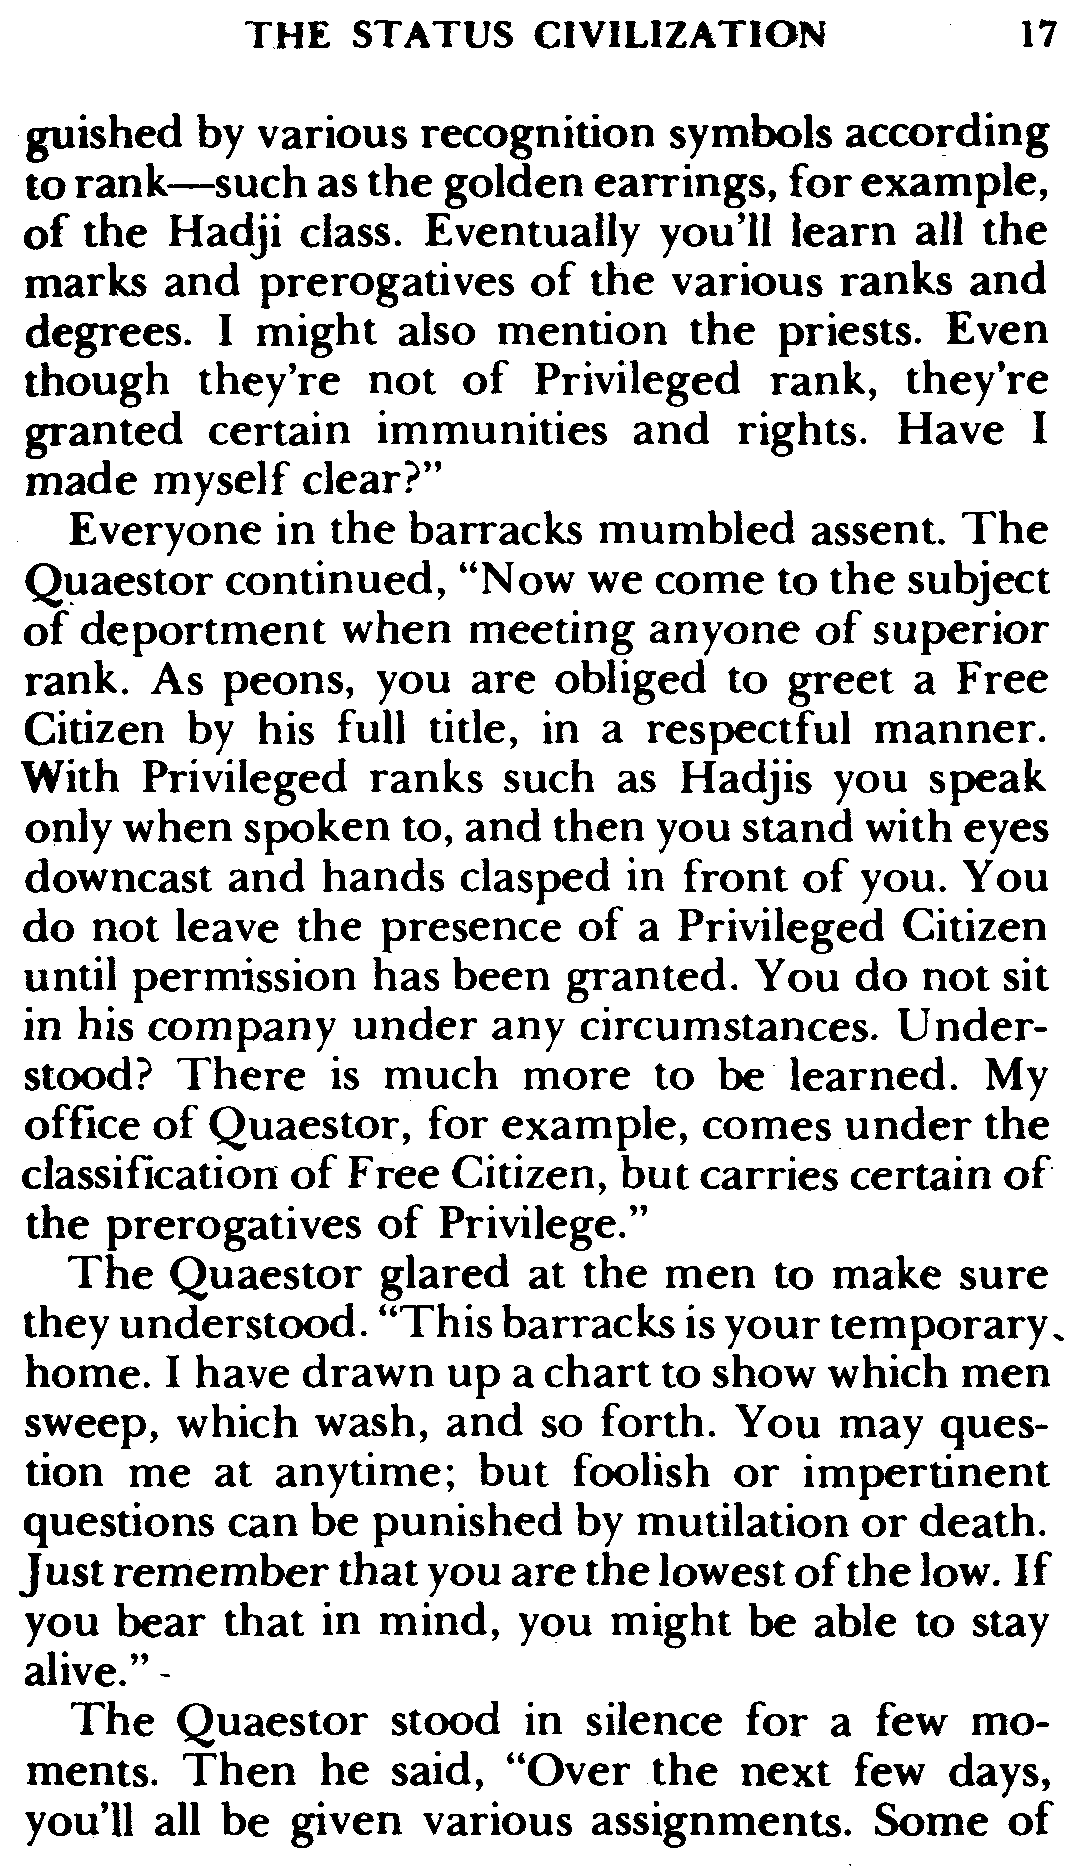 THE STATUS CIVILIZATION 17
guished by various recognition symbols according
to rank—such as the golden earrings, for example,
of the Hadji class. Eventually you'll learn all the
marks and prerogatives of the various ranks and
degrees. I might also mention the priests. Even
though they're not of Privileged rank, they're
granted certain immunities and rights. Have I
made myself clear?”
Everyone in the barracks mumbled assent. The
Quaestor continued, “Now we come to the subject
of deportment when meeting anyone of superior
rank. As peons, you are obliged to greet a Free
Citizen by his full title, in a respectful manner.
With Privileged ranks such as Hadjis you speak
only when spoken to, and then you stand with eyes
downcast and hands clasped in front of you. You
do not leave the presence of a Privileged Citizen
until permission has been granted. You do not sit
in his company under any circumstances. Under-
stood? There is much more to be learned. My
office of Quaestor, for example, comes under the
classification of Free Citizen, but carries certain of
the prerogatives of Privilege.”
The Quaestor glared at the men to make sure
they understood. “This barracks is your temporary
home. I have drawn up a chart to show which men
sweep, which wash, and so forth. You may ques-
tion me at anytime; but foolish or impertinent
questions can be punished by mutilation or death.
Just remember that you are the lowest of the low. If
you bear that in mind, you might be able to stay
alive.”
The Quaestor stood in silence for a few mo-
ments. Then he said, “Over the next few days,
you'll all be given various assignments. Some of